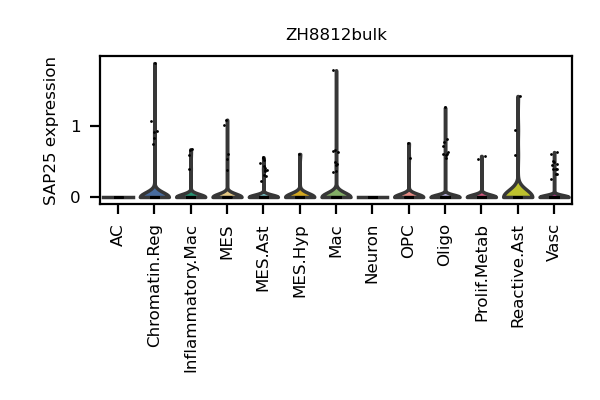 ZH8812bulk
SAP25 expression
1
0
AC
Chromatin.Reg
Inflammatory.Mac
MES
MES.Ast
MES.Hyp
Mac
Neuron
OPC
Oligo
Prolif.Metab
Reactive.Ast
Vasc